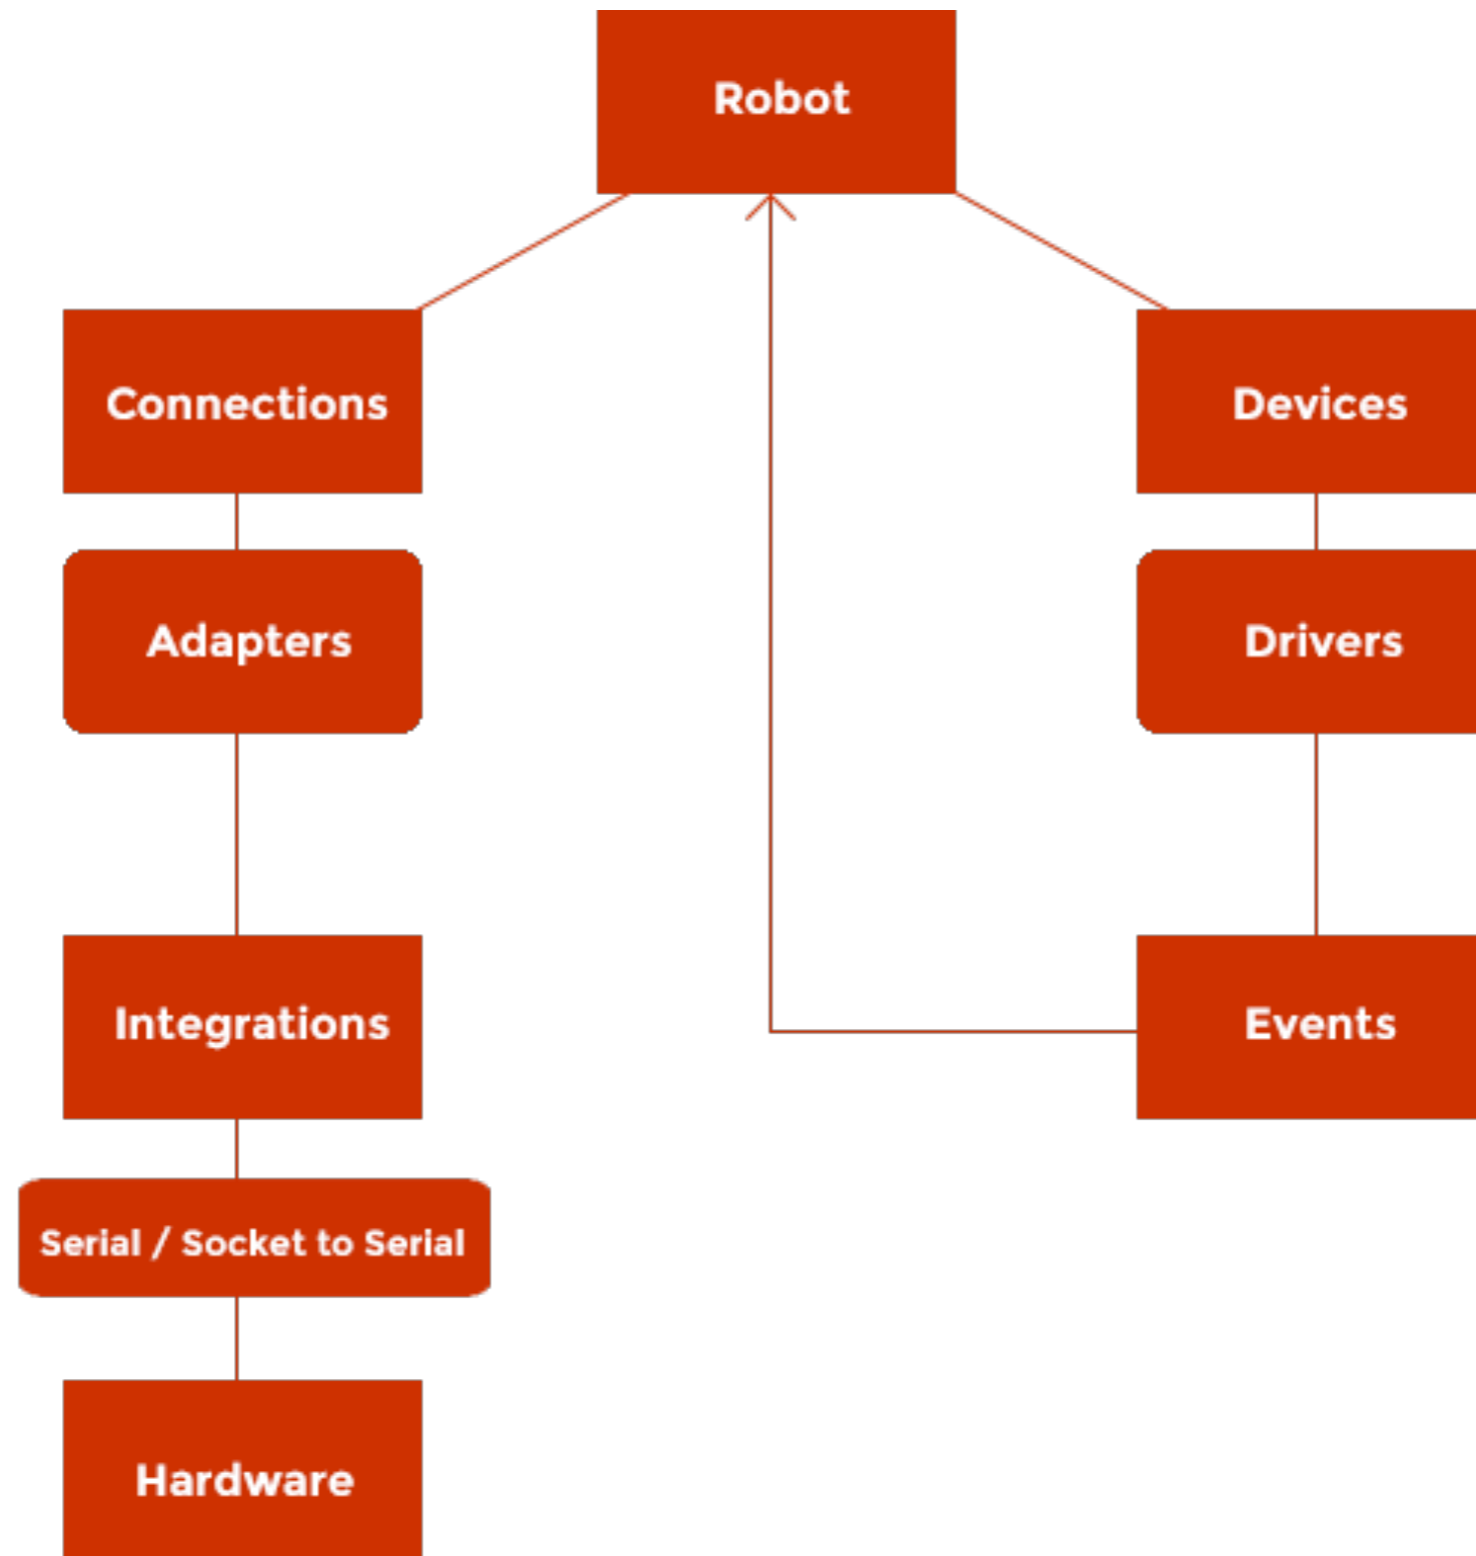 Robot
Connections
Devices
Adapters
Drivers
Integrations
Events
Serial / Socket to Serial
Hardware